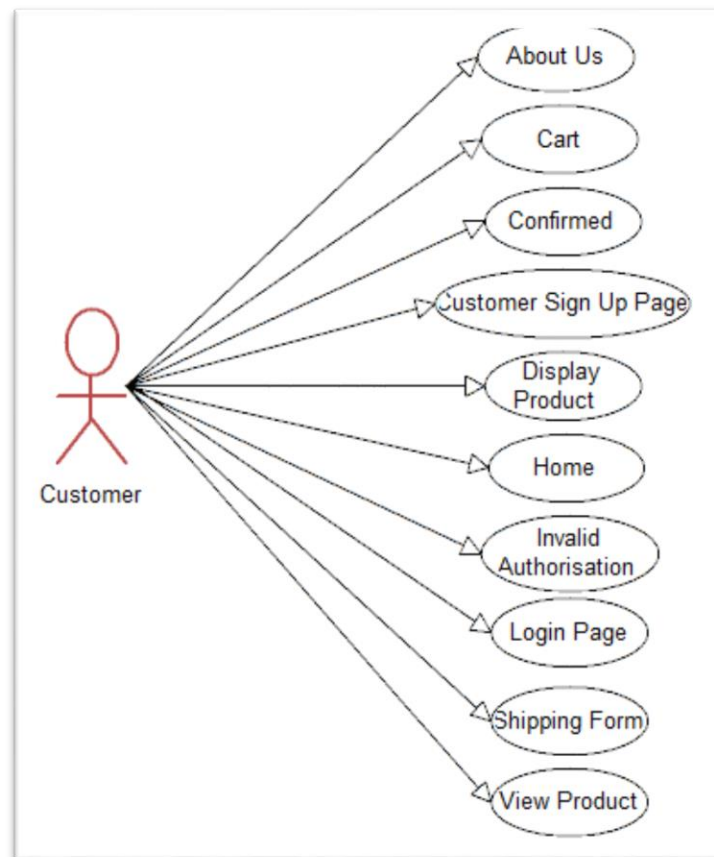 About Us
Cart
Confirmed
Customer Sign Up Page
Display
Product
Home
Customer
Invalid
Authorisation
Login Page
Shipping Form
View Product